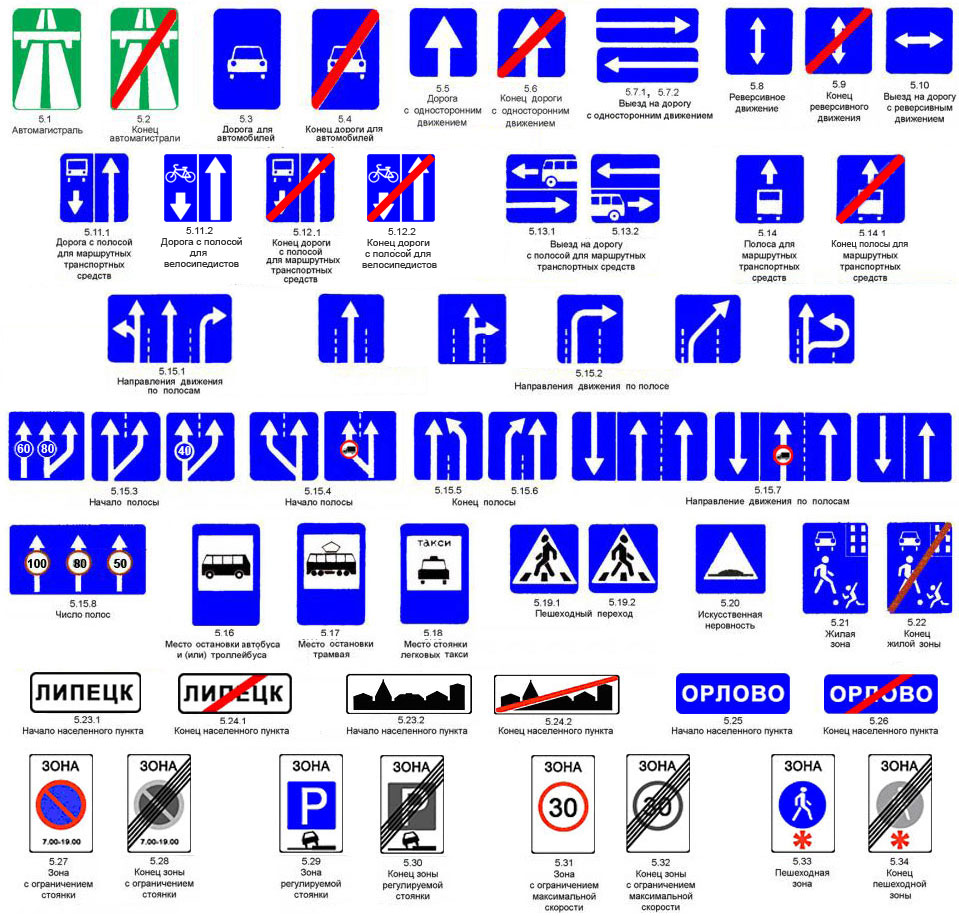 5.1
Автомагистраль
5.2
Конец
автомагистрали
5.3
Дорога для
автомобилей
5.4
Конец дороги для
автомобилей
5.5
Дорога
с односторонним
движением
5.6
Конец дороги
с односторонним
движением
5.7.1, 5.7.2
Выезд на дорогу
с односторонним движением
5.8
Реверсивное
движение
5.9
Конец
реверсивного
движения
5.10
Выезд на дорогу
с реверсивным
движением
5.11.1
Дорога с полосой
для маршрутных
транспортных
средств
5.11.2
Дорога с полосой
для
велосипедистов
5.12.1
Конец дороги
с полосой
для маршрутных
транспортных
средств
5.12.2
Конец дороги
с полосой для
велосипедистов
5.13.1 5.13.2
Выезд на дорогу
с полосой для маршрутных
транспортных средств
5.14
Полоса для
маршрутных
транспортных
средств
5.14 1
Конец полосы для
маршрутных
транспортных
средств
5.15.1
Направления движения
по полосам
5.15.2
Направления движения по полосе
60 80
40
5.15.3
Начало полосы
5.15.4
Начало полосы
5.15.5 5.15.6
Конец полосы
5.15.7
Направление движения по полосам
100 80 50
5.15.8
Число полос
5.16
Место остановки автобуса
и (или) троллейбуса
5.17
Место остановки
трамвая
такси
5.18
Место стоянки
легковых такси
5.19.1 5.19.2
Пешеходный переход
5.20
Искусственная
неровность
5.21
Жилая
зона
5.22
Конец
жилой зоны
ЛИПЕЦК
5.23.1
Начало населенного пункта
ЛИПЕЦК
5.24.1
Конец населенного пункта
5.23.2
Начало населенного пункта
5.24.2
Конец населенного пункта
ОРЛОВО
5.25
Начало населенного пункта
ОРЛОВО
5.26
Конец населенного пункта
ЗОНА
7.00-19.00
5.27
Зона
с ограничением
стоянки
ЗОНА
7.00-19.00
5.28
Конец зоны
с ограничением
стоянки
ЗОНА
P
5.29
Зона
регулируемой
стоянки
ЗОНА
P
5.30
Конец зоны
регулируемой
стоянки
ЗОНА
30
5.31
Зона
с ограничением
максимальной
скорости
ЗОНА
30
5.32
Конец зоны
с ограничением
максимальной
скорости
ЗОНА
5.33
Пешеходная
зона
ЗОНА
5.34
Конец
пешеходной
зоны